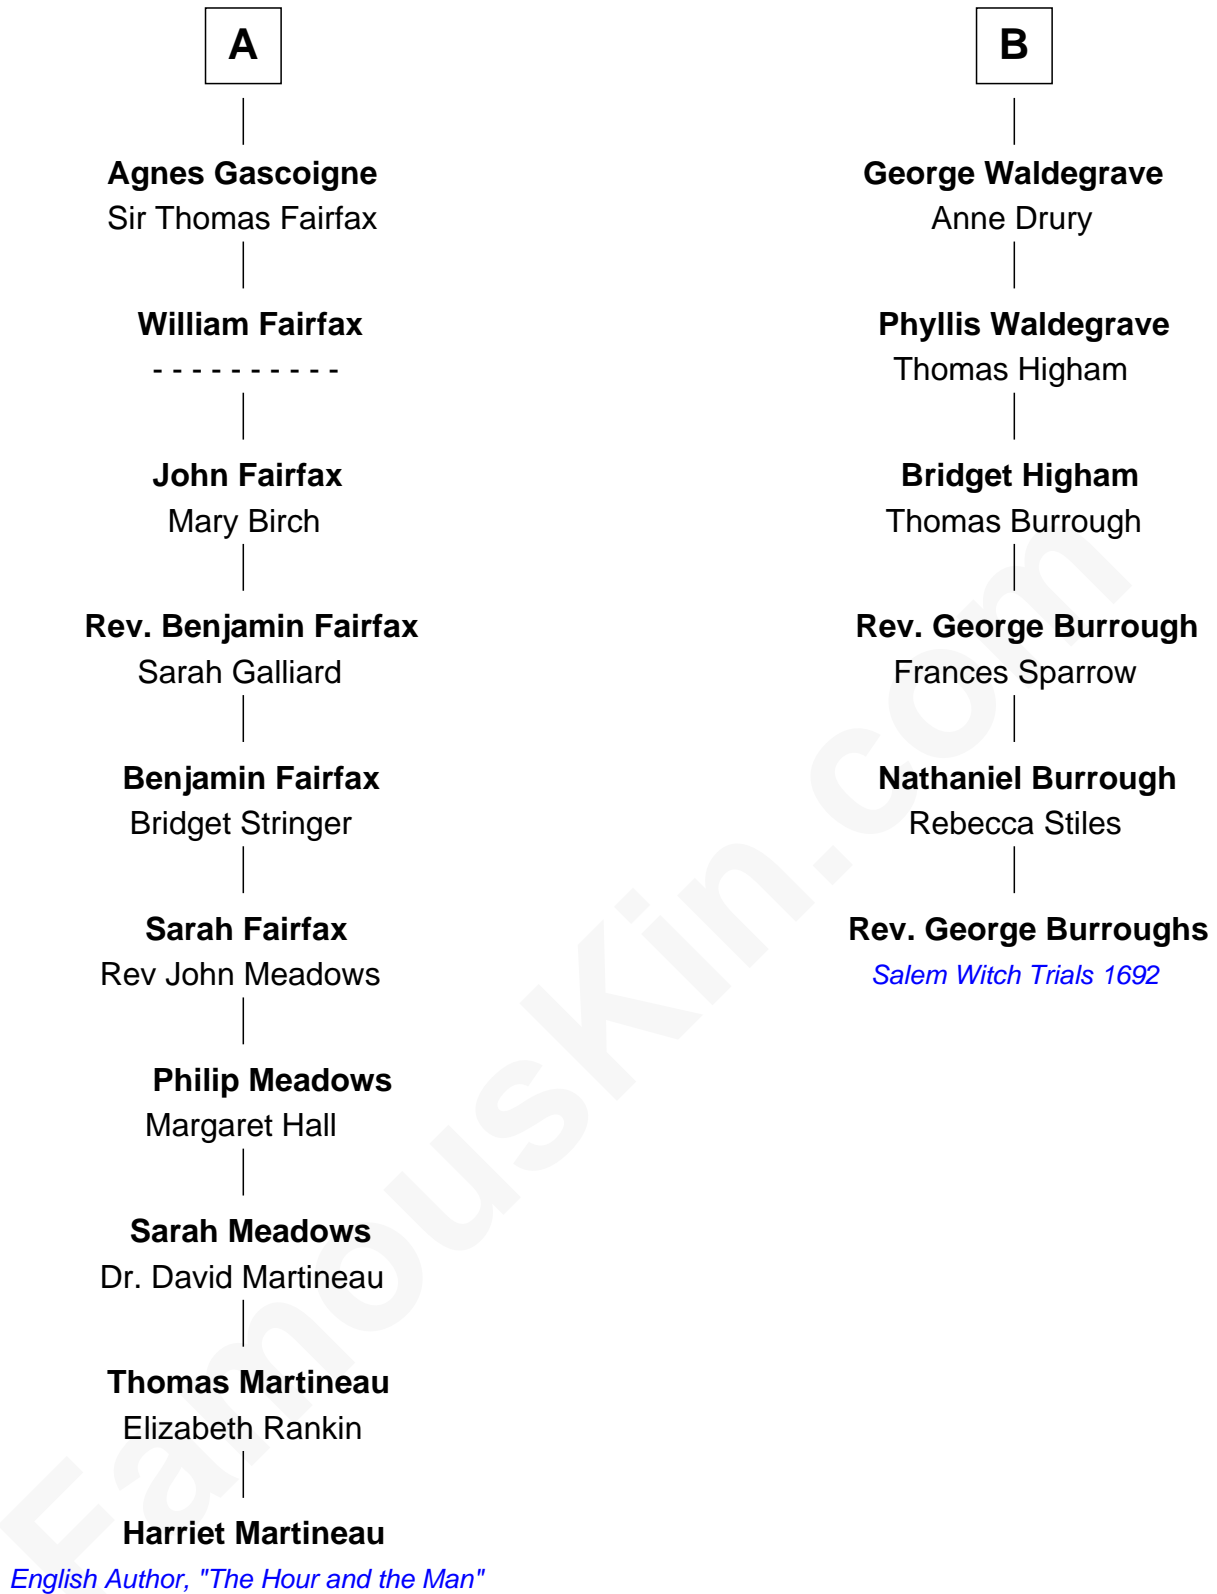 A
Agnes Gascoigne
Sir Thomas Fairfax
William Fairfax
- - - - - - - - - -
John Fairfax
Mary Birch
Rev. Benjamin Fairfax
Sarah Galliard
Benjamin Fairfax
Bridget Stringer
Sarah Fairfax
Rev John Meadows
Philip Meadows
Margaret Hall
Sarah Meadows
Dr. David Martineau
Thomas Martineau
Elizabeth Rankin
Harriet Martineau
English Author, "The Hour and the Man"
B
George Waldegrave
Anne Drury
Phyllis Waldegrave
Thomas Higham
Bridget Higham
Thomas Burrough
Rev. George Burrough
Frances Sparrow
Nathaniel Burrough
Rebecca Stiles
Rev. George Burroughs
Salem Witch Trials 1692
FamousKin.com